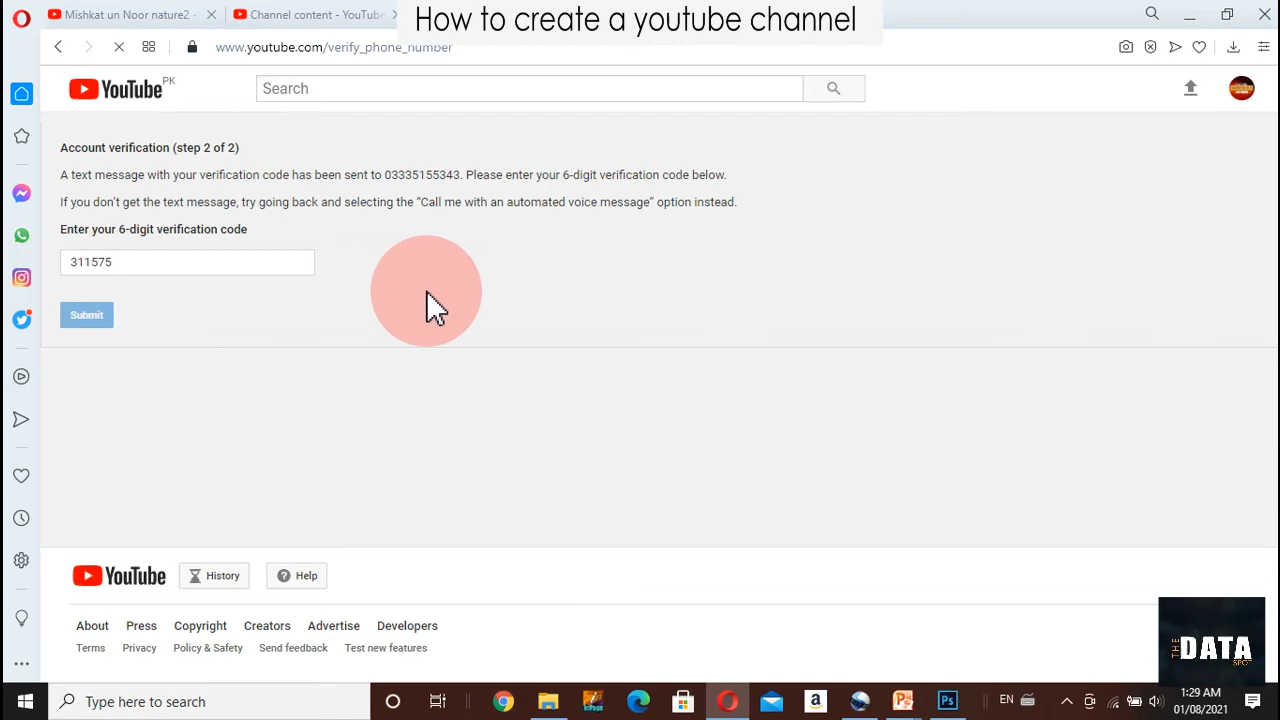 How to create a youtube channel
Mishkat un Noor nature2 -
Channel content - YouTube
www.youtube.com/verify_phone_number
YouTube PK
Search
Account verification (step 2 of 2)
A text message with your verification code has been sent to 03335155343. Please enter your 6-digit verification code below.
If you don't get the text message, try going back and selecting the “Call me with an automated voice message” option instead.
Enter your 6-digit verification code
311575
Submit
YouTube History Help
About Press Copyright Creators Advertise Developers
Terms Privacy Policy & Safety Send feedback Test new features
THE DATA SPOT
Type here to search
EN
1:29 AM
01/08/2021